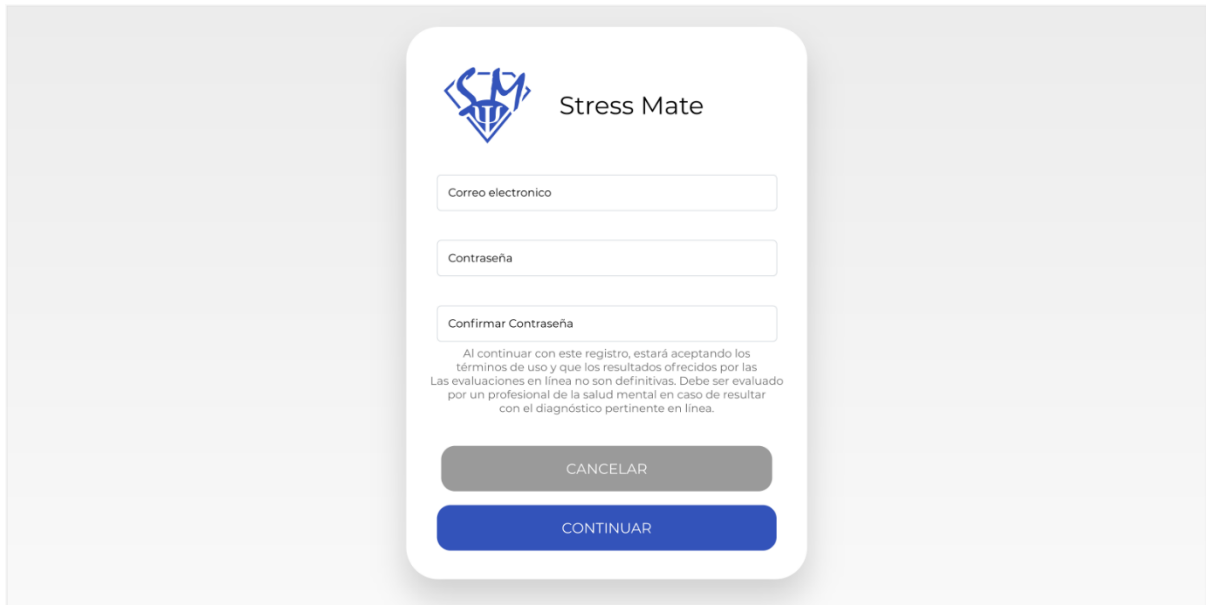 SM
Stress Mate
Correo electronico
Contraseña
Confirmar Contraseña
Al continuar con este registro, estará aceptando los
términos de uso y que los resultados ofrecidos por las
Las evaluaciones en línea no son definitivas. Debe ser evaluado
por un profesional de la salud mental en caso de resultar
con el diagnóstico pertinente en línea.
CANCELAR
CONTINUAR